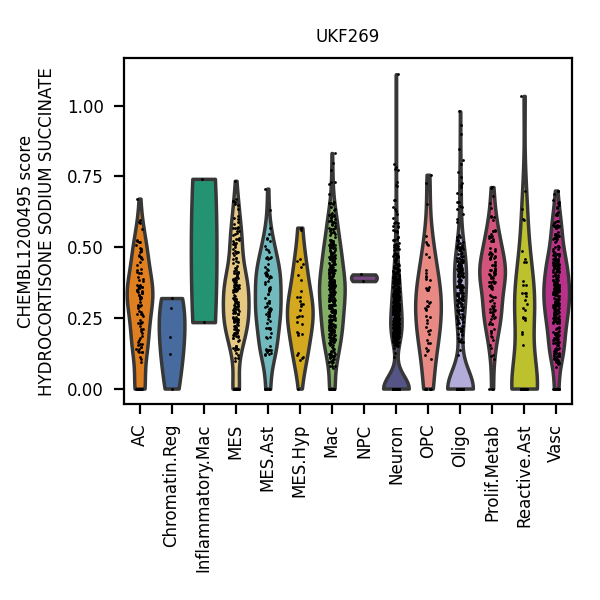 UKF269
CHEMBL1200495 score
HYDROCORTISONE SODIUM SUCCINATE
1.00
0.75
0.50
0.25
0.00
AC
Chromatin.Reg
Inflammatory.Mac
MES
MES.Ast
MES.Hyp
Mac
NPC
Neuron
OPC
Oligo
Prolif.Metab
Reactive.Ast
Vasc